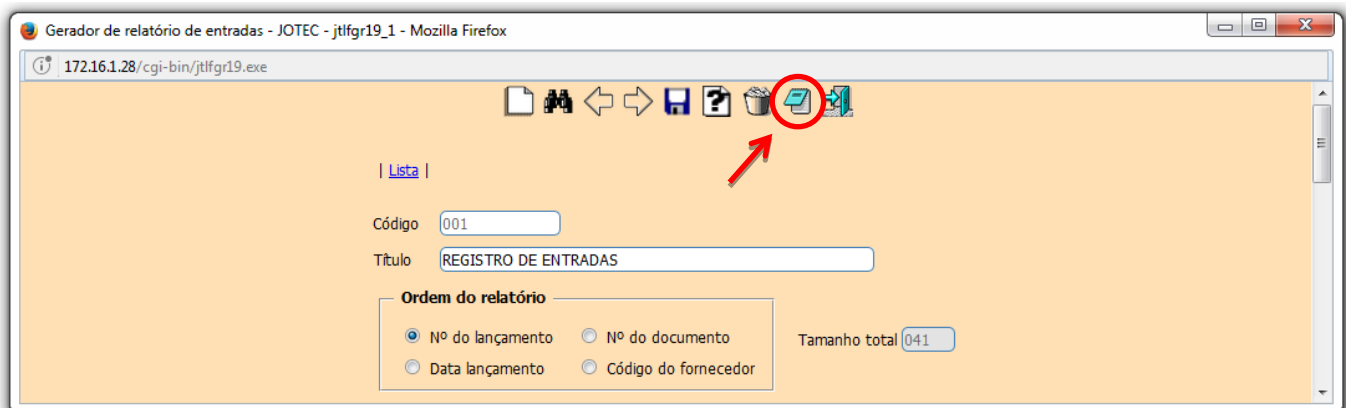 Gerador de relatório de entradas - JOTEC - jtlfgr19_1 - Mozilla Firefox
172.16.1.28/cgi-bin/jtlfgr19.exe
| Lista |
Código 001
Título REGISTRO DE ENTRADAS
Ordem do relatório
Nº do lançamento Nº do documento Tamanho total 041
Data lançamento Código do fornecedor